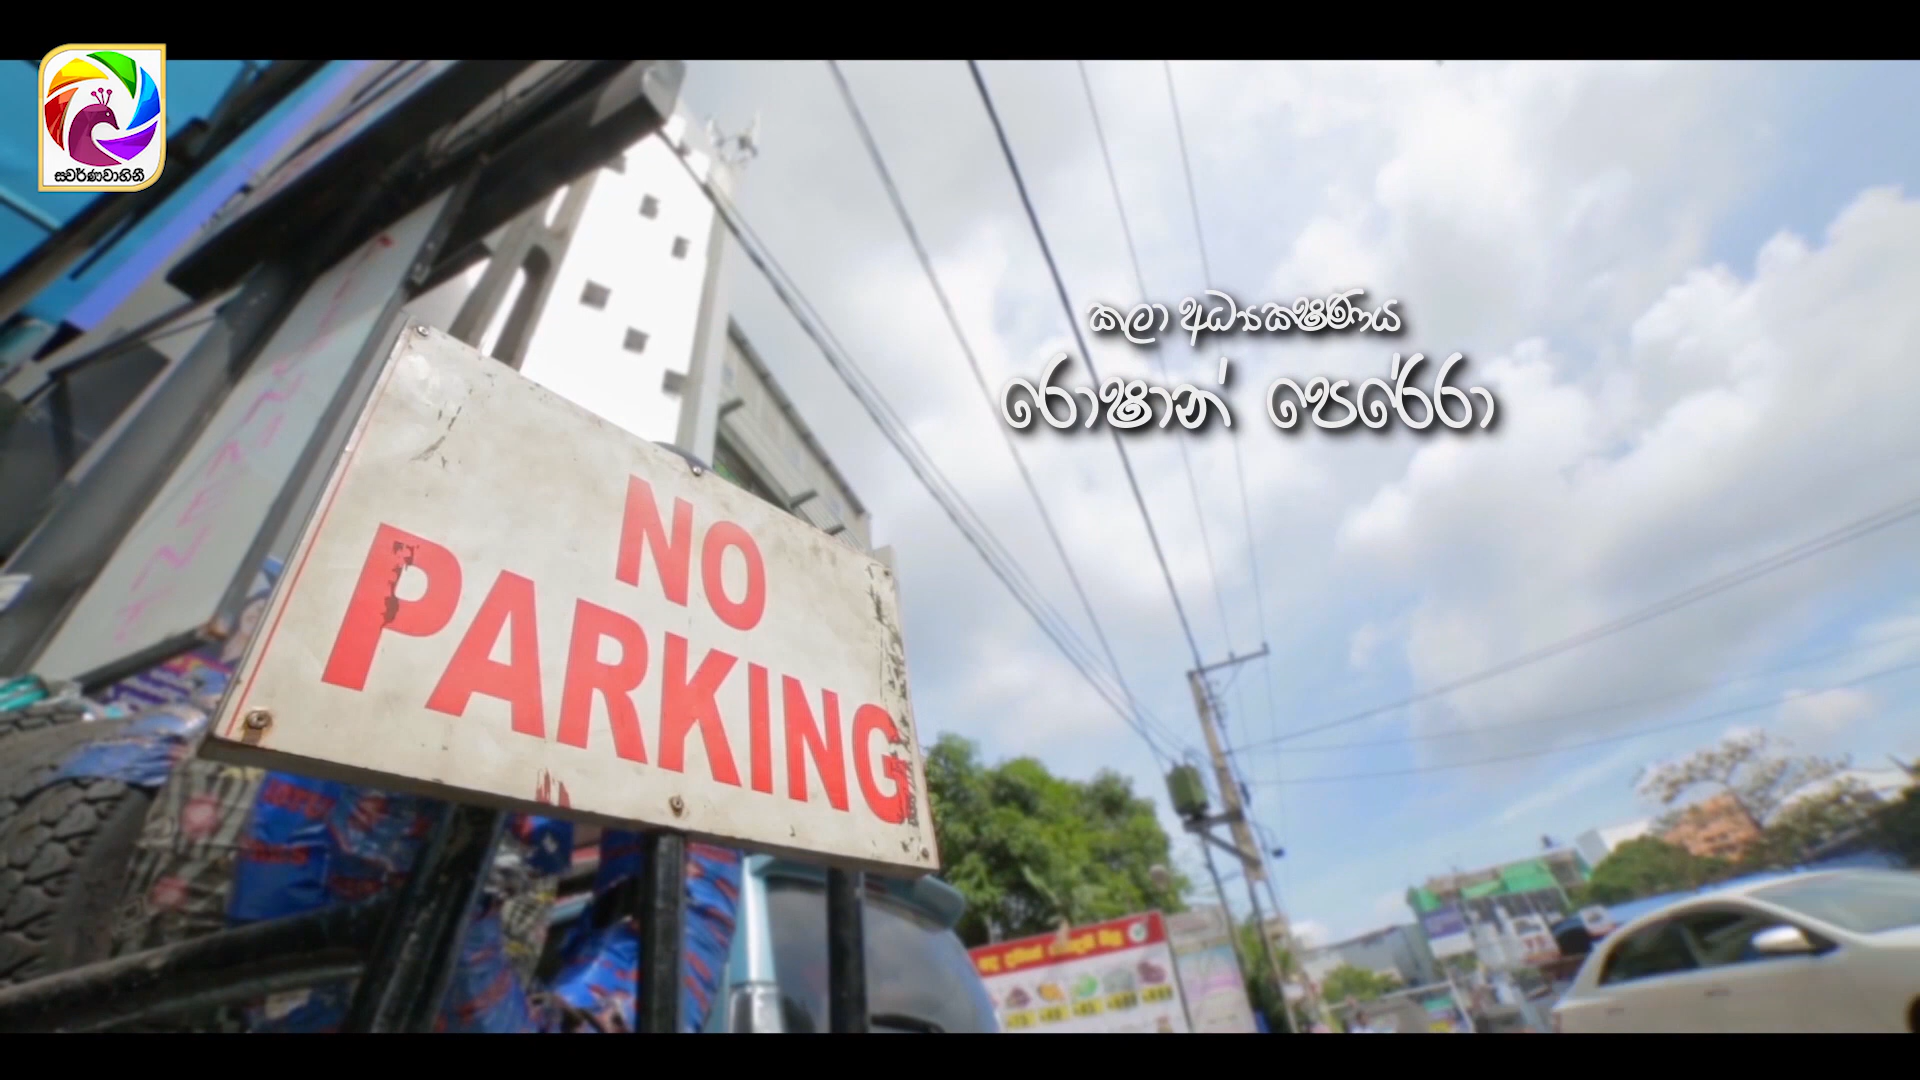 ස්වර්ණවාහිනී
කලා අධ්‍යක්ෂණය
රොෂාන් පෙරේරා
NO
PARKING